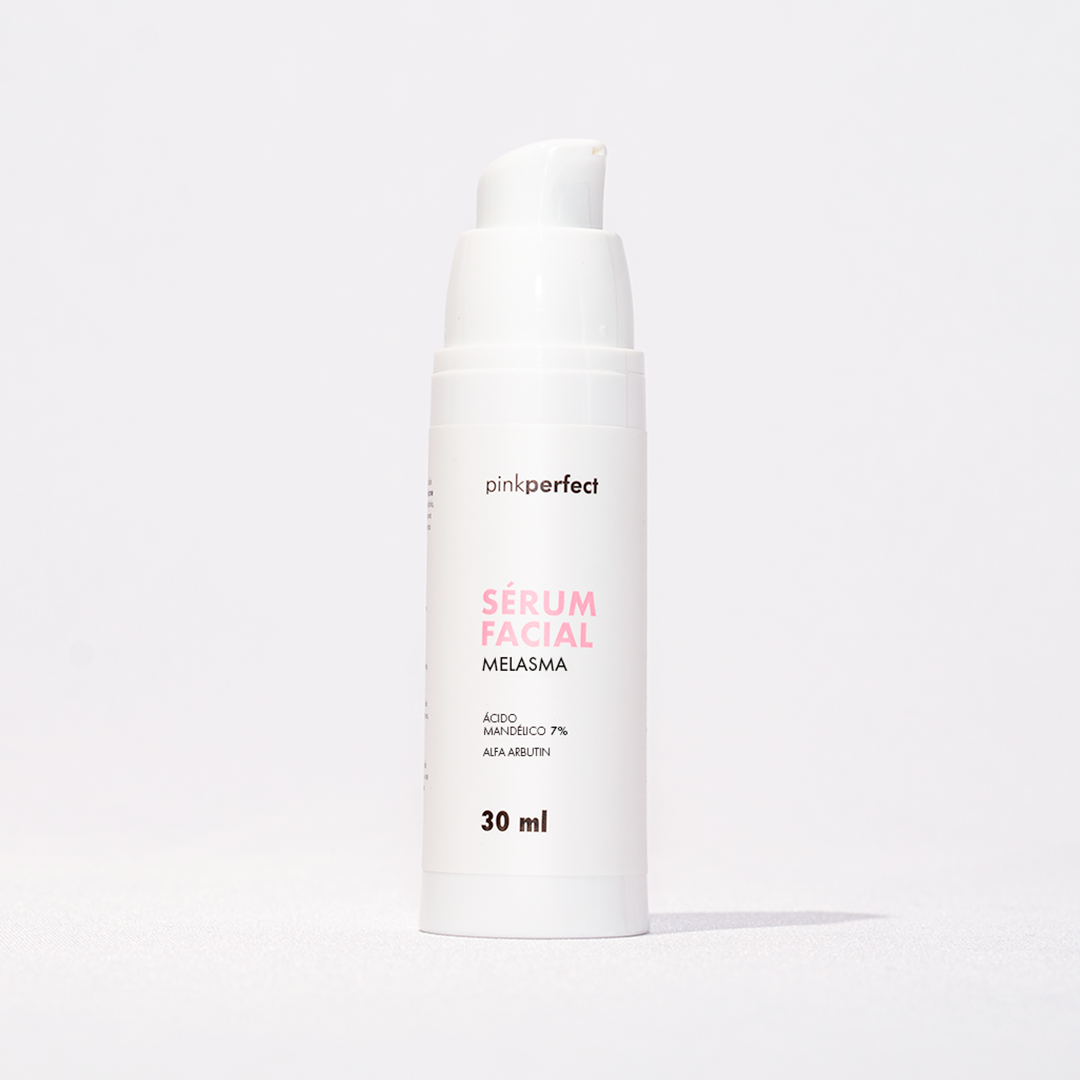 pinkperfect
SÉRUM
FACIAL
MELASMA
ÁCIDO
MANDÉLICO 7%
ALFA ARBUTIN
30 ml